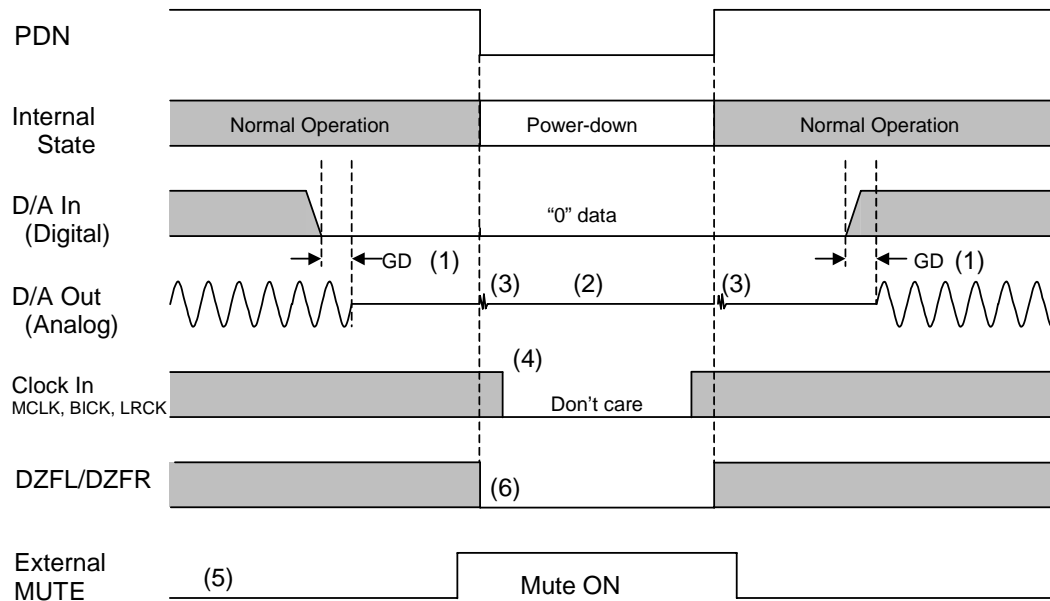 PDN
Internal
State
Normal Operation
Power-down
Normal Operation
D/A In
(Digital)
“0” data
GD (1)
GD (1)
D/A Out
(Analog)
(3)
(2)
(3)
Clock In
MCLK, BICK, LRCK
(4)
Don’t care
DZFL/DZFR
(6)
External
MUTE
(5)
Mute ON